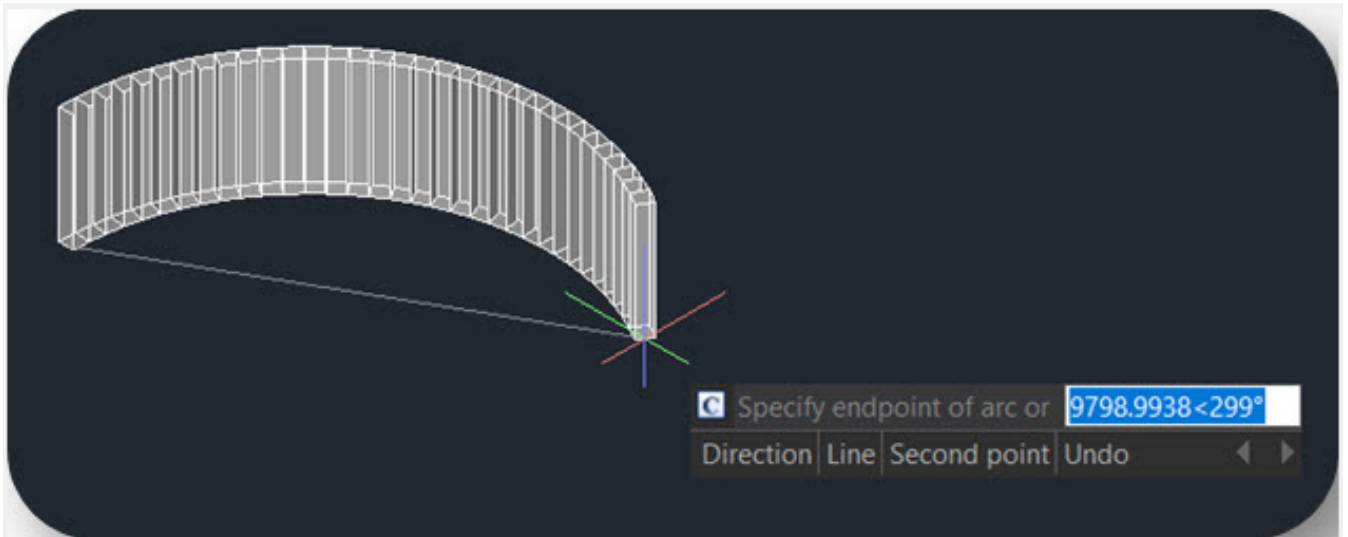 C Specify endpoint of arc or 9798.9938<299°
Direction Line Second point Undo